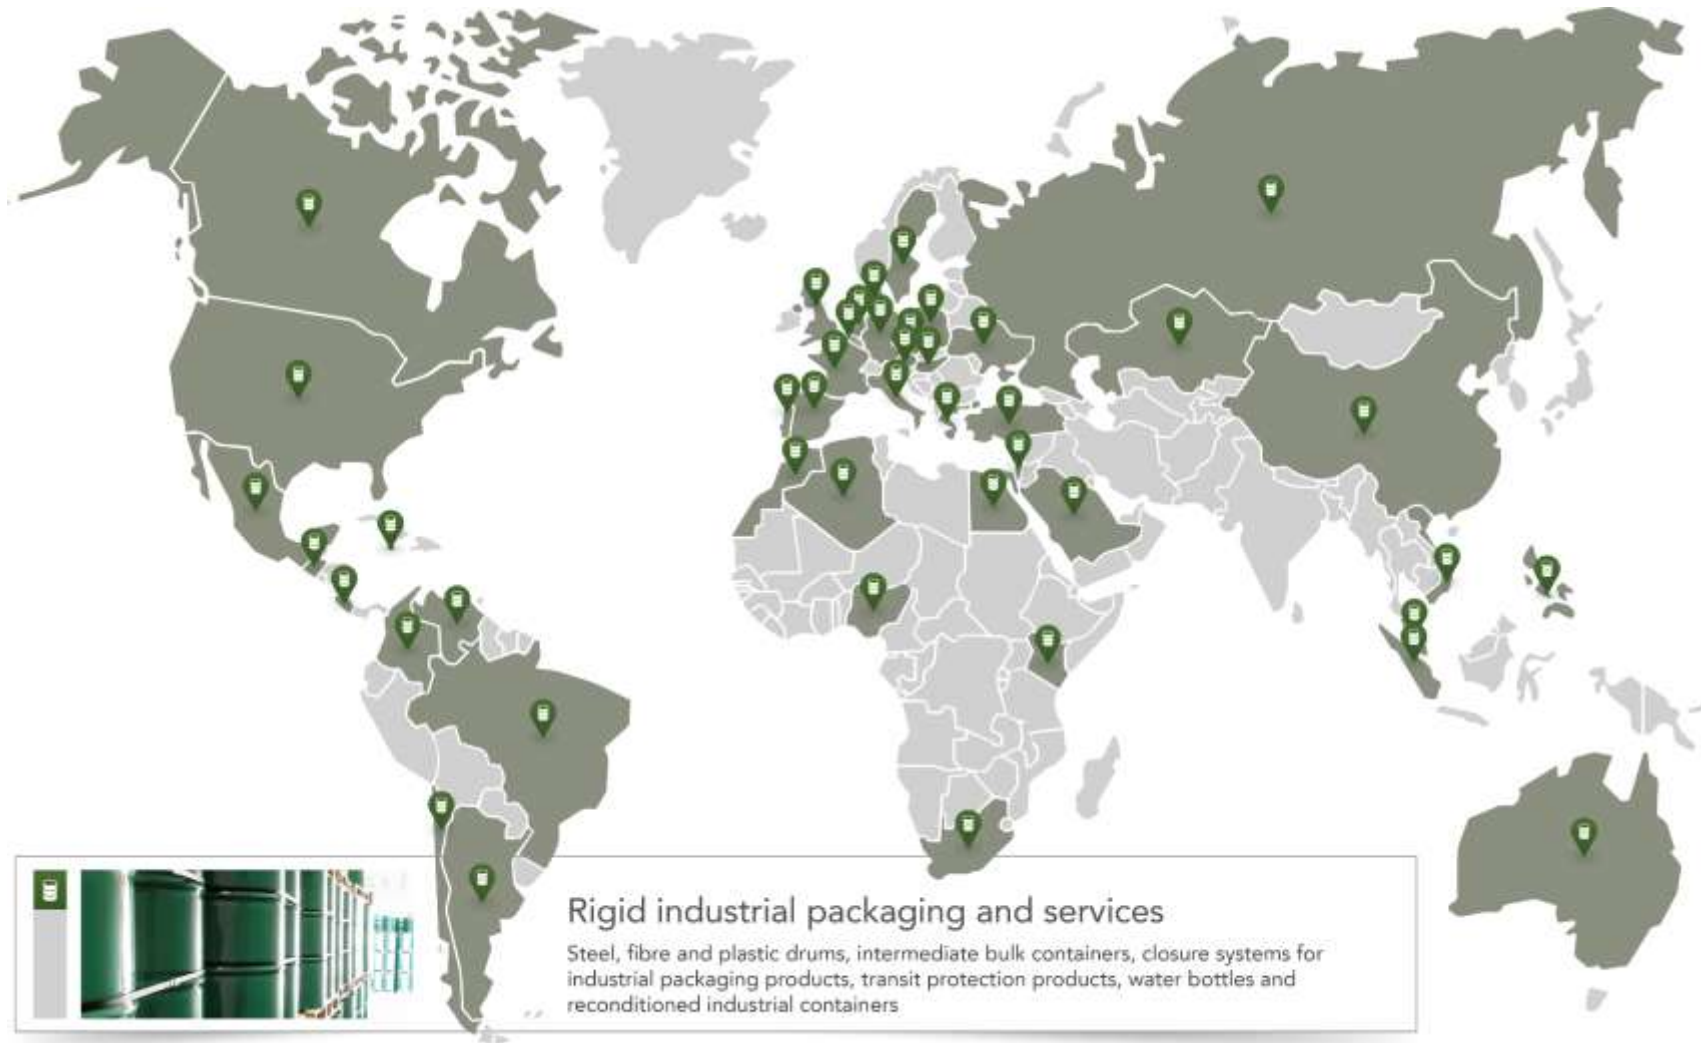 Rigid industrial packaging and services
Steel, fibre and plastic drums, intermediate bulk containers, closure systems for
industrial packaging products, transit protection products, water bottles and
reconditioned industrial containers